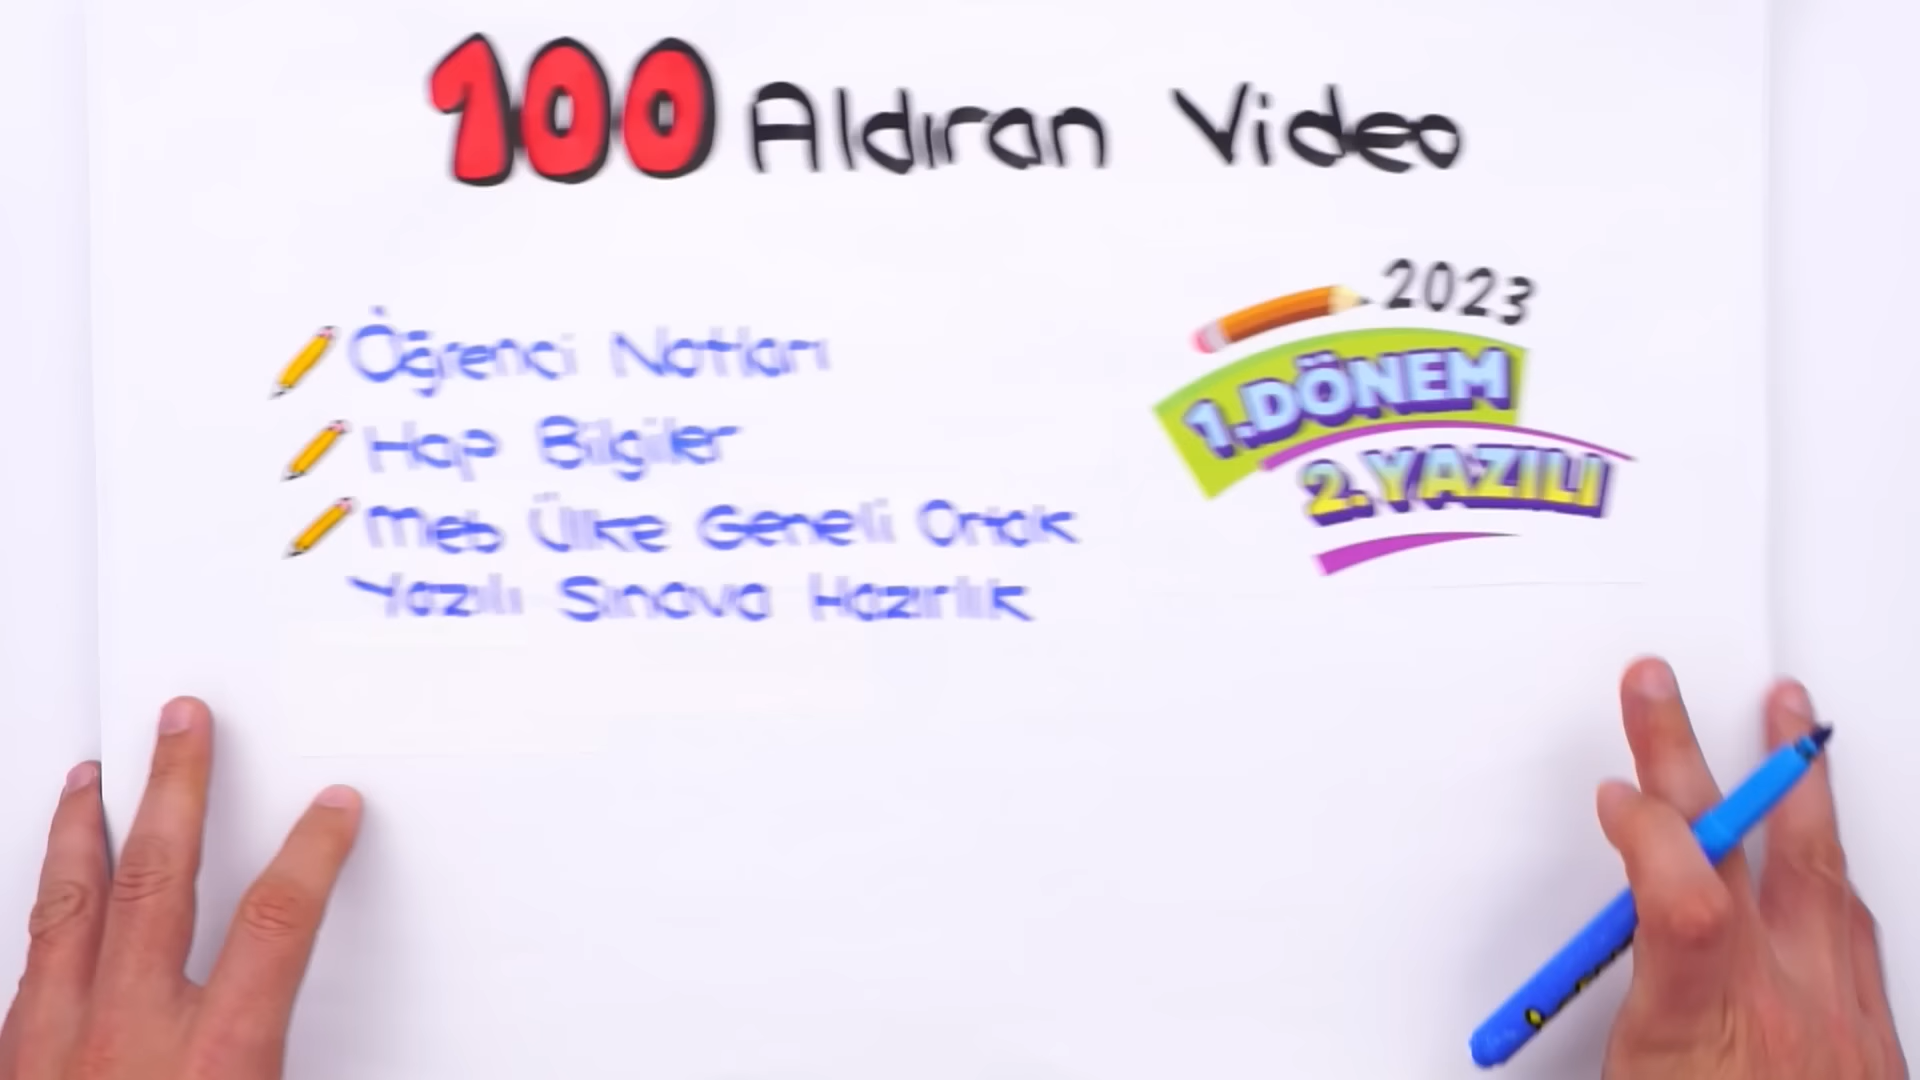 100 Aldıran Video
Öğrenci Notları
Hap Bilgiler
Meb Ülke Geneli Ortak
Yazılı Sınava Hazırlık
2023
1.DÖNEM
2.YAZILI